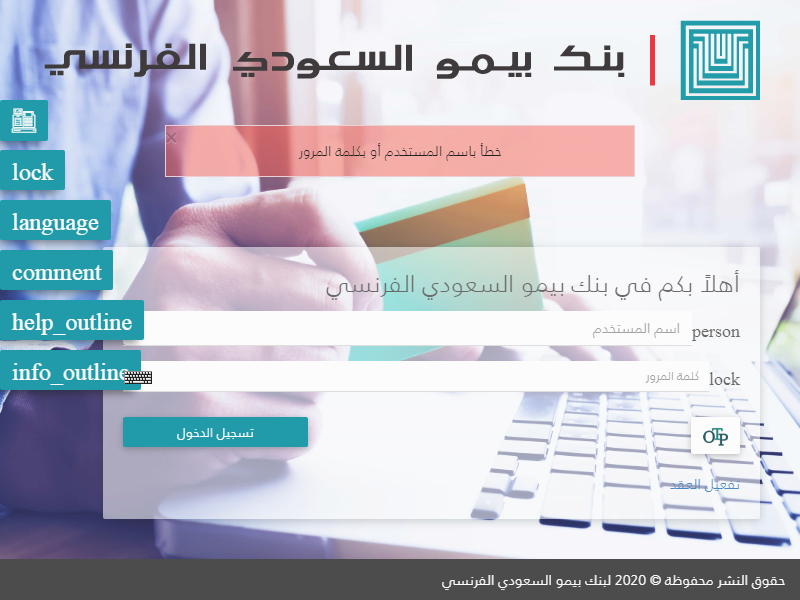 بنك بيمو السعودي الفرنسي
×
خطأ باسم المستخدم أو بكلمة المرور
lock
language
comment
help_outline
info_outline
أهلاً بكم في بنك بيمو السعودي الفرنسي
person
اسم المستخدم
lock
كلمة المرور
OTP
تسجيل الدخول
تفعيل العقد
حقوق النشر محفوظة © 2020 لبنك بيمو السعودي الفرنسي